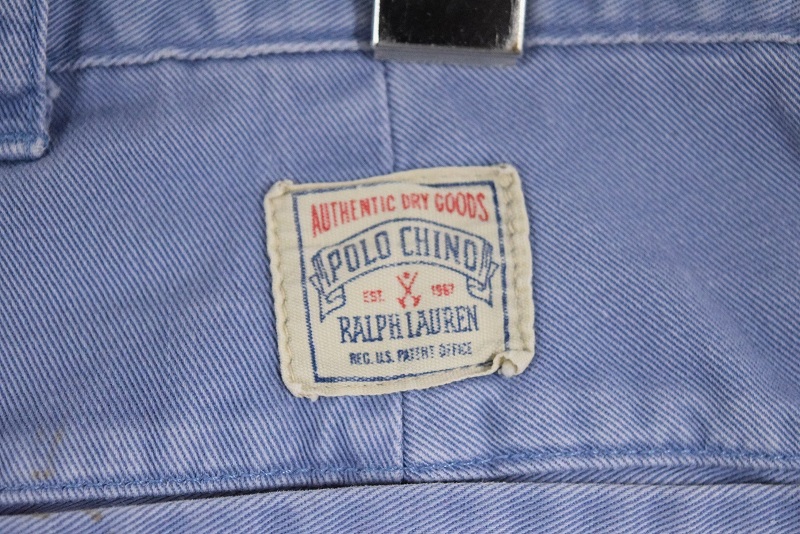 AUTHENTIC DRY GOODS
POLO CHINO
EST. 1967
RALPH LAUREN
REG. U.S. PATENT OFFICE